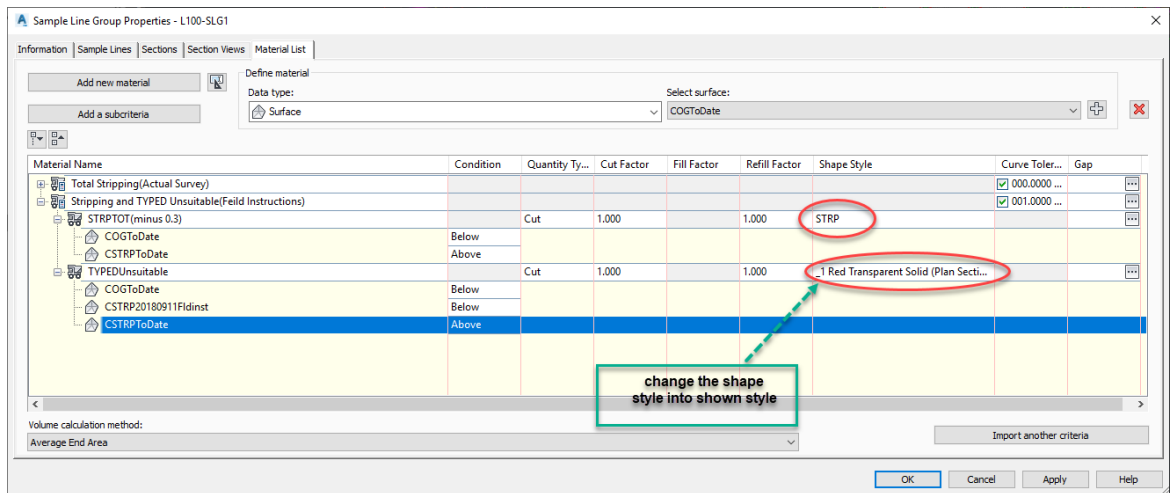 Sample Line Group Properties - L100-SLG1
Information Sample Lines Sections Section Views Material List
Add new material
Define material
Data type:
Select surface:
Surface
COGToDate
Add a subcriteria
Material Name Condition Quantity Ty... Cut Factor Fill Factor Refill Factor Shape Style Curve Toler... Gap
Total Stripping(Actual Survey) 000.0000 ... ...
Stripping and TYPED Unsuitable(Feild Instructions) 001.0000 ... ...
STRPTOT(minus 0.3) Cut 1.000 1.000 STRP ...
COGToDate Below
CSTRPToDate Above
TYPEDUnsuitable Cut 1.000 1.000 _1 Red Transparent Solid (Plan Secti... ...
COGToDate Below
CSTRP20180911FIdinst Below
CSTRPToDate Above
change the shape
style into shown style
Volume calculation method:
Average End Area
Import another criteria
OK Cancel Apply Help